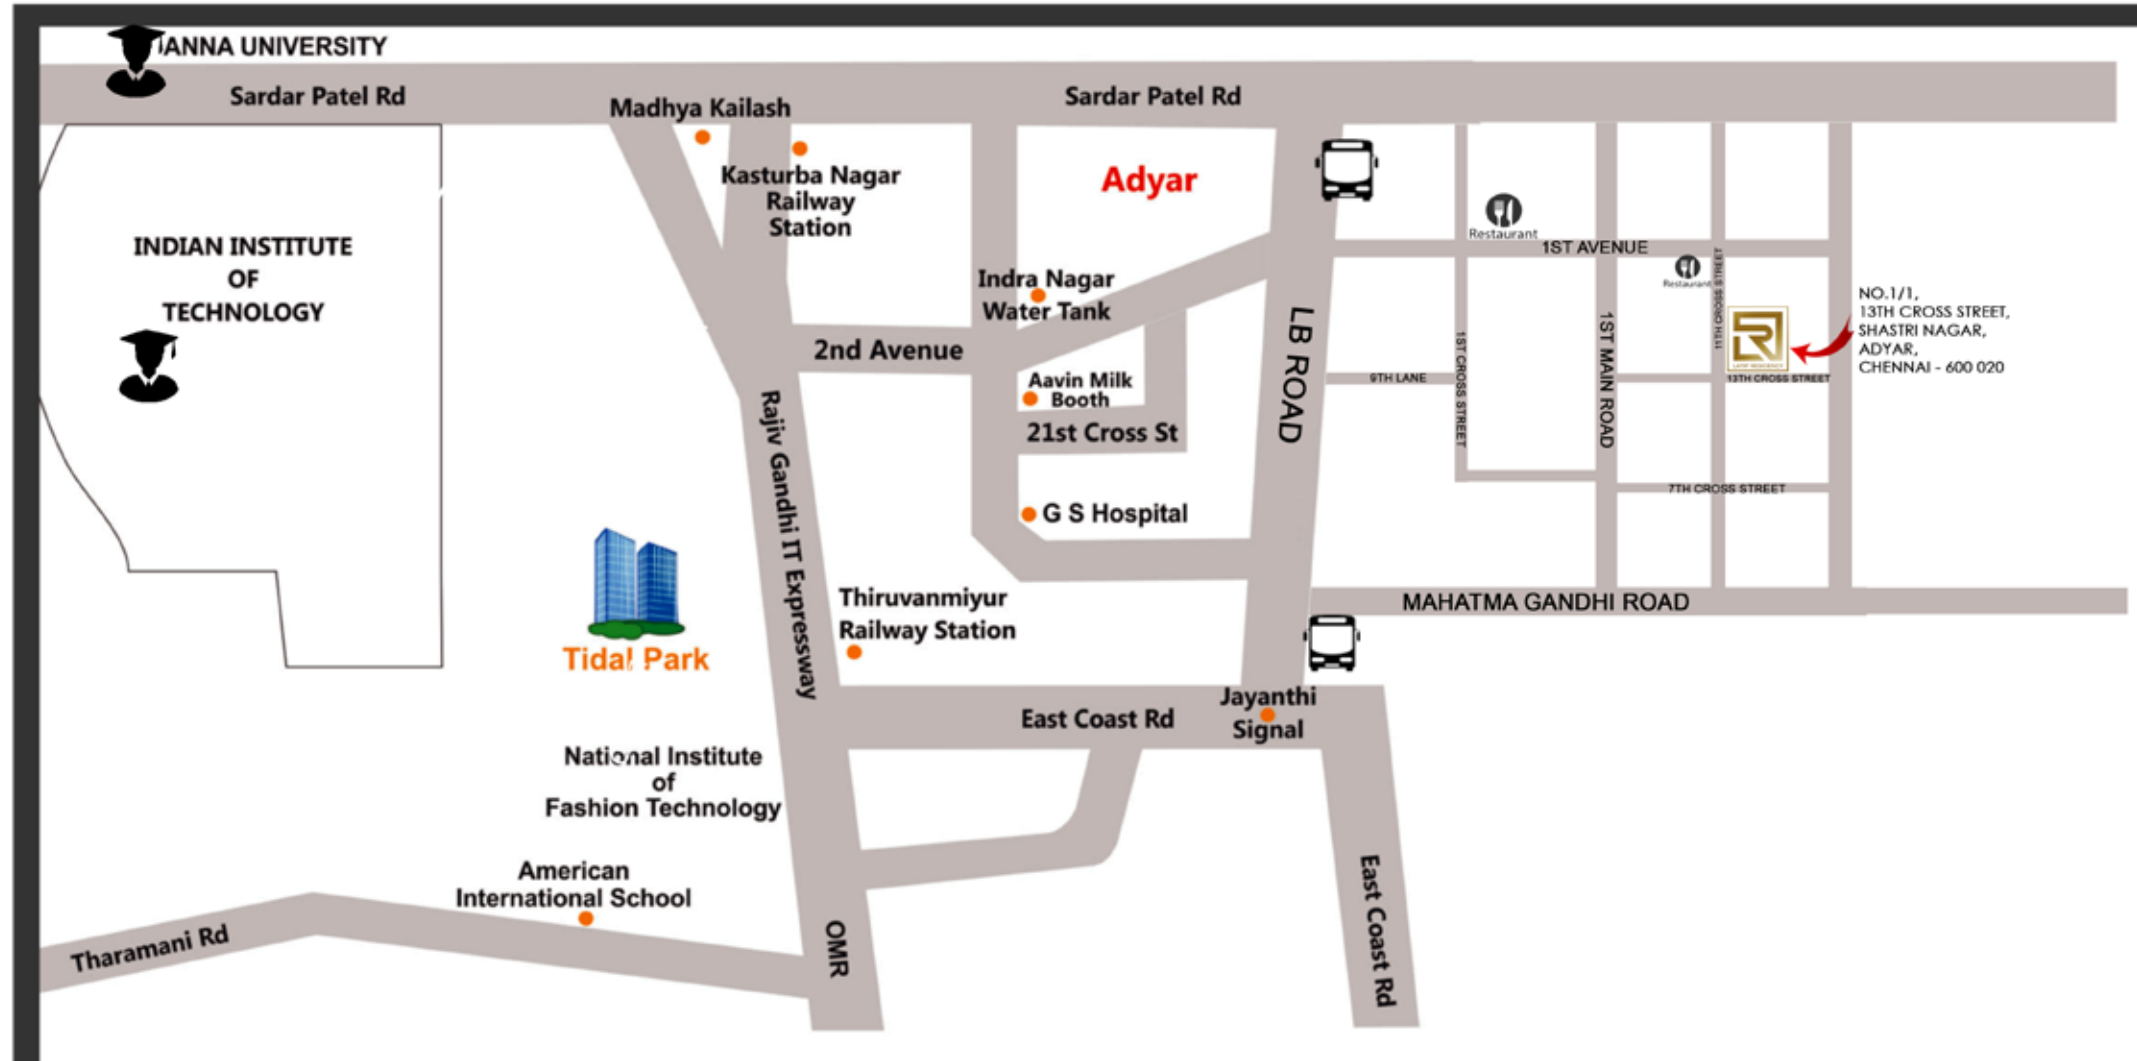 ANNA UNIVERSITY
Sardar Patel Rd
Sardar Patel Rd
Madhya Kailash
Kasturba Nagar
Railway
Station
Adyar
INDIAN INSTITUTE
OF
TECHNOLOGY
Indra Nagar
Water Tank
2nd Avenue
Aavin Milk
Booth
21st Cross St
G S Hospital
LB ROAD
Restaurant
1ST AVENUE
Restaurant
11TH CROSS STREET
1ST CROSS STREET
1ST MAIN ROAD
9TH LANE
13TH CROSS STREET
NO.1/1,
13TH CROSS STREET,
SHASTRI NAGAR,
ADYAR,
CHENNAI - 600 020
7TH CROSS STREET
MAHATMA GANDHI ROAD
Rajiv Gandhi IT Expressway
Thiruvanmiyur
Railway Station
Tidal Park
East Coast Rd
Jayanthi
Signal
National Institute
of
Fashion Technology
American
International School
Tharamani Rd
OMR
East Coast Rd